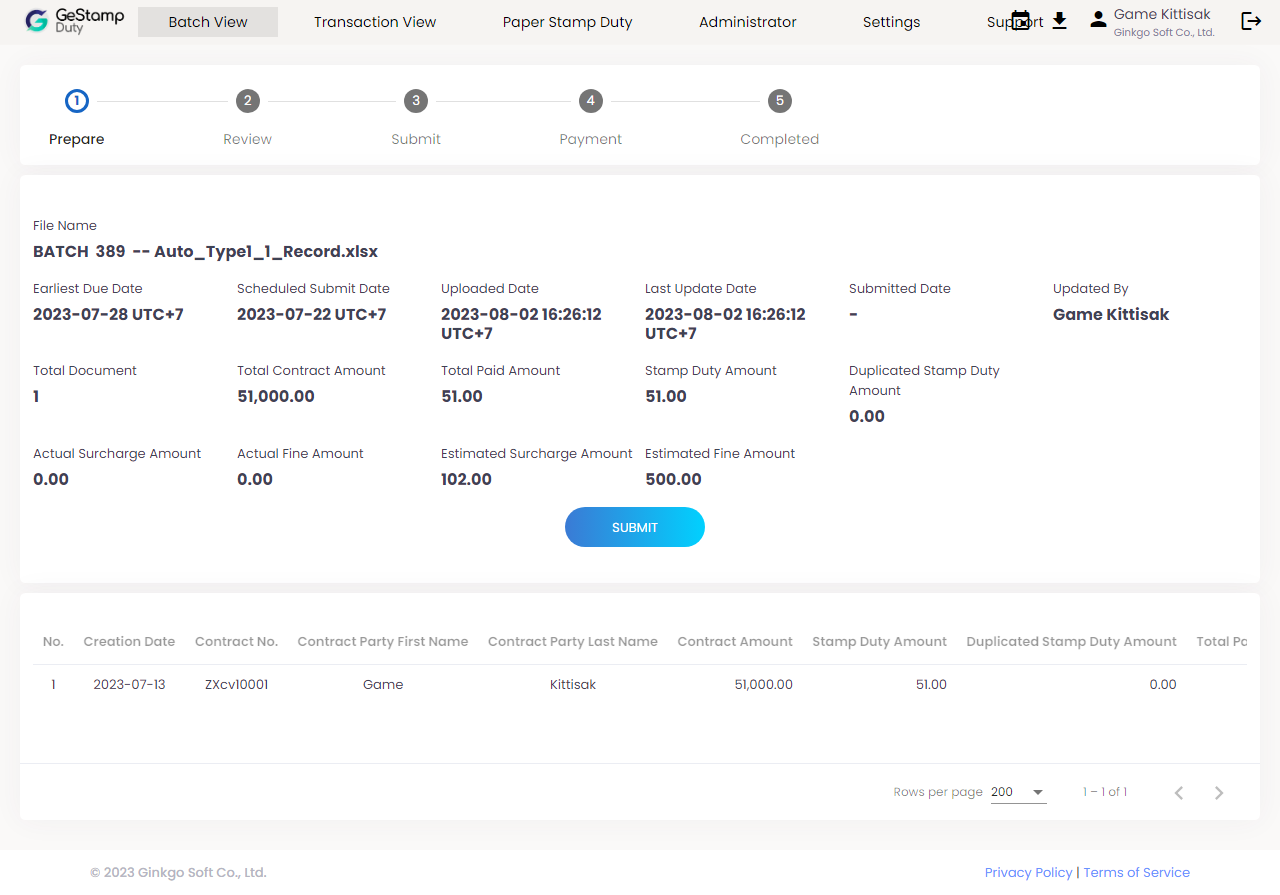 GeStamp
Duty
Batch View
Transaction View
Paper Stamp Duty
Administrator
Settings
Support
Game Kittisak
Ginkgo Soft Co., Ltd.
1
2
3
4
5
Prepare
Review
Submit
Payment
Completed
File Name
BATCH 389 -- Auto_Type1_1_Record.xlsx
Earliest Due Date
Scheduled Submit Date
Uploaded Date
Last Update Date
Submitted Date
Updated By
2023-07-28 UTC+7
2023-07-22 UTC+7
2023-08-02 16:26:12
UTC+7
2023-08-02 16:26:12
UTC+7
-
Game Kittisak
Total Document
Total Contract Amount
Total Paid Amount
Stamp Duty Amount
Duplicated Stamp Duty
Amount
1
51,000.00
51.00
51.00
0.00
Actual Surcharge Amount
Actual Fine Amount
Estimated Surcharge Amount
Estimated Fine Amount
0.00
0.00
102.00
500.00
SUBMIT
No.
Creation Date
Contract No.
Contract Party First Name
Contract Party Last Name
Contract Amount
Stamp Duty Amount
Duplicated Stamp Duty Amount
Total
1
2023-07-13
ZXcv10001
Game
Kittisak
51,000.00
51.00
0.00
Rows per page
200
1 – 1 of 1
© 2023 Ginkgo Soft Co., Ltd.
Privacy Policy | Terms of Service